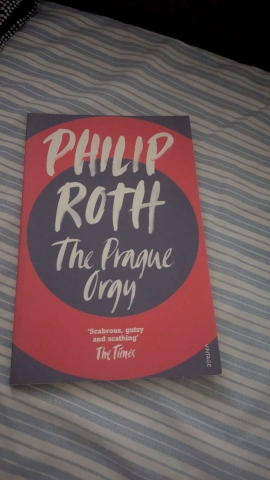 PHILIP
ROTH
The Prague
Orgy
'Scabrous, gutsy
and scathing'
The Times
VINTAGE